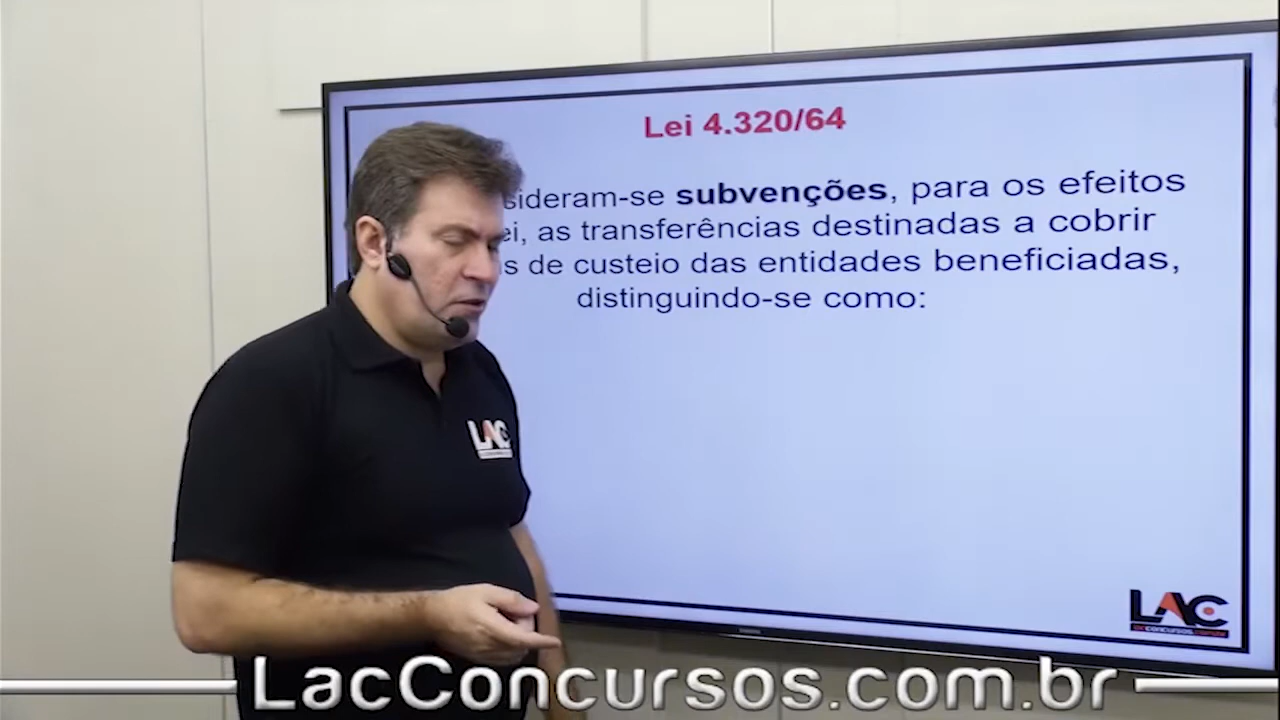 Lei 4.320/64
sideram-se subvenções, para os efeitos
ei, as transferências destinadas a cobrir
s de custeio das entidades beneficiadas,
distinguindo-se como:
LAC
LAC
LacConcursos.com.br